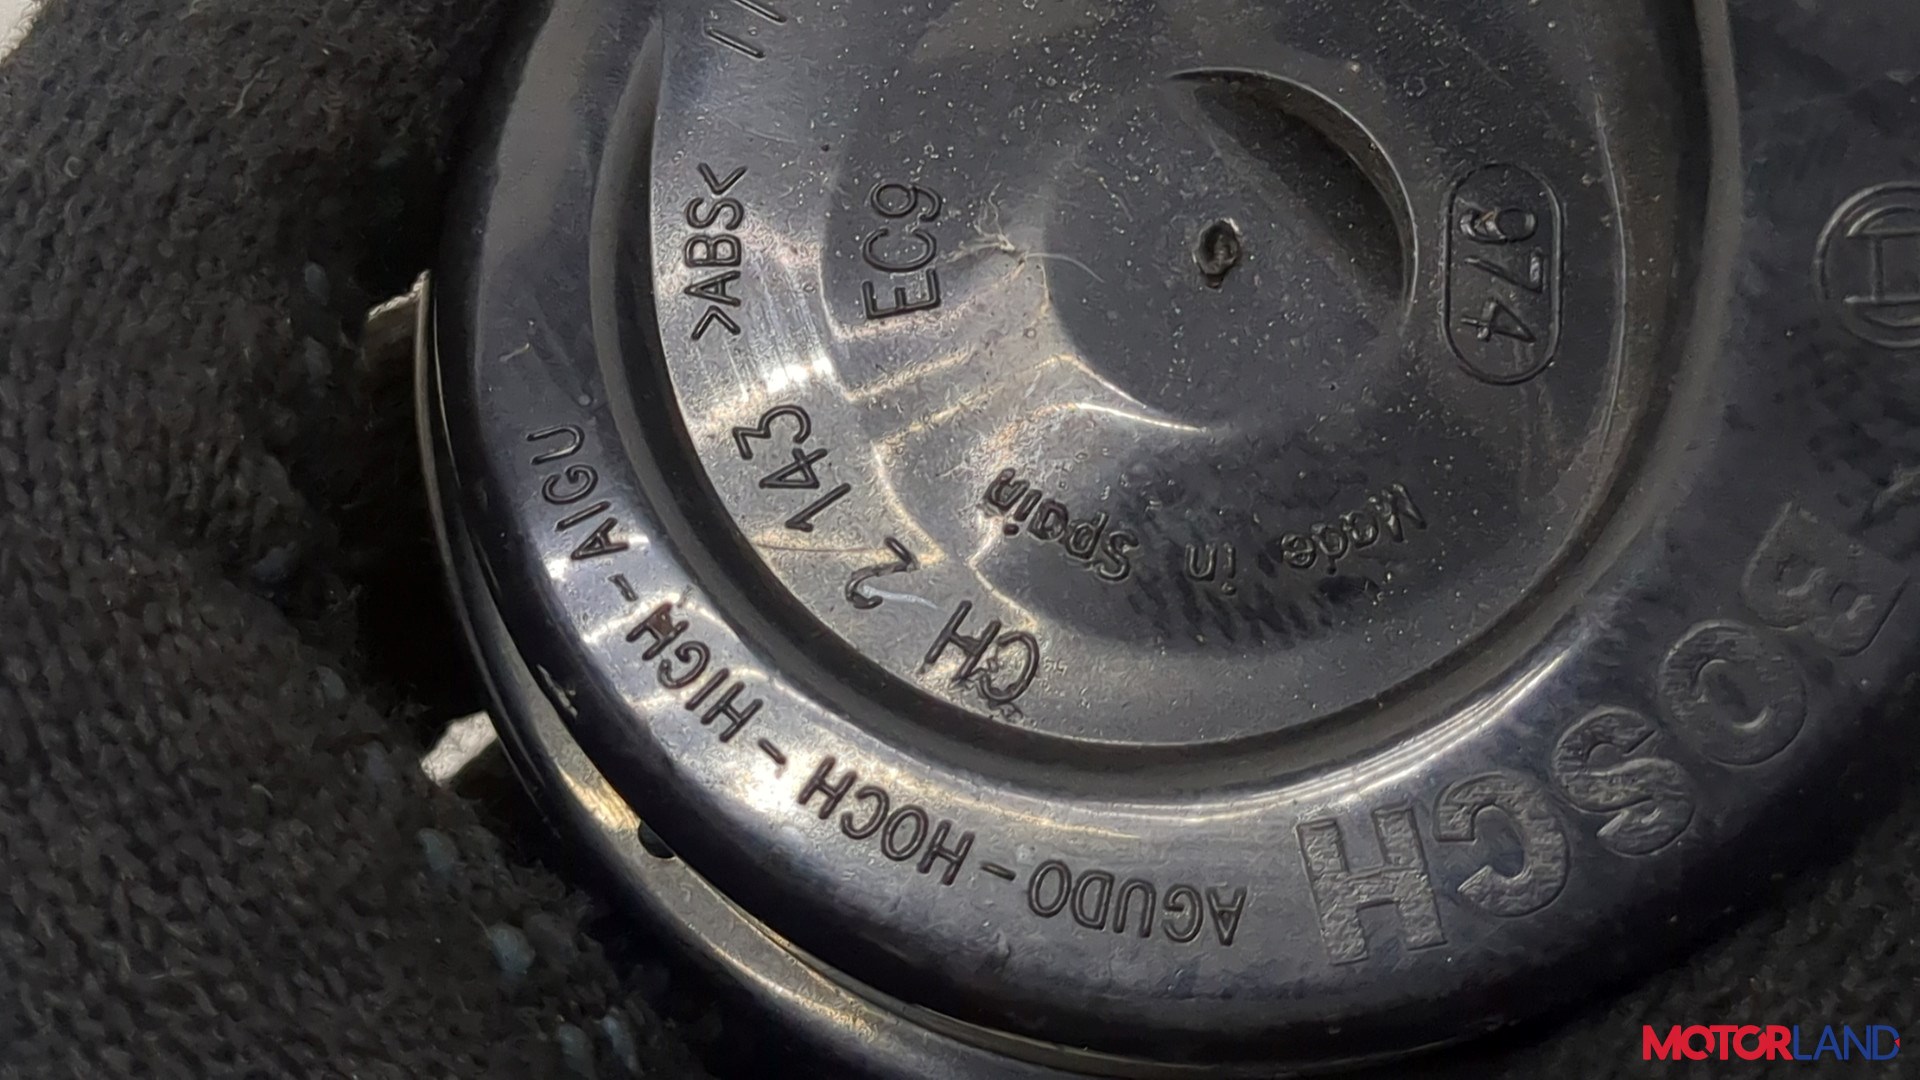 BOSCH
AGUDO - HOCH - HIGH - AIGU
CH 2 143
>ABS<
EC9
Made in Spain
974
MOTORLAND